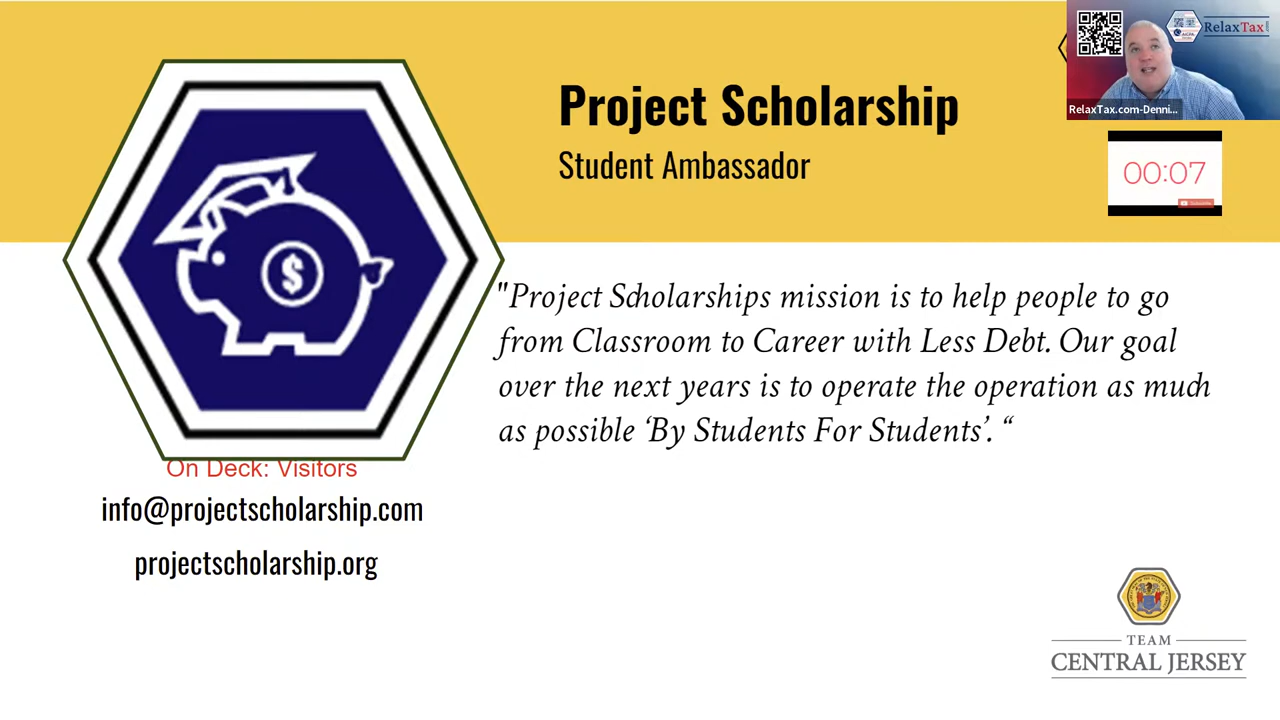 Project Scholarship
Student Ambassador
RelaxTax.com
RelaxTax.com-Denni...
00:07
"Project Scholarships mission is to help people to go
from Classroom to Career with Less Debt. Our goal
over the next years is to operate the operation as much
as possible ‘By Students For Students’. “
$
On Deck: Visitors
info@projectscholarship.com
projectscholarship.org
TEAM
CENTRAL JERSEY